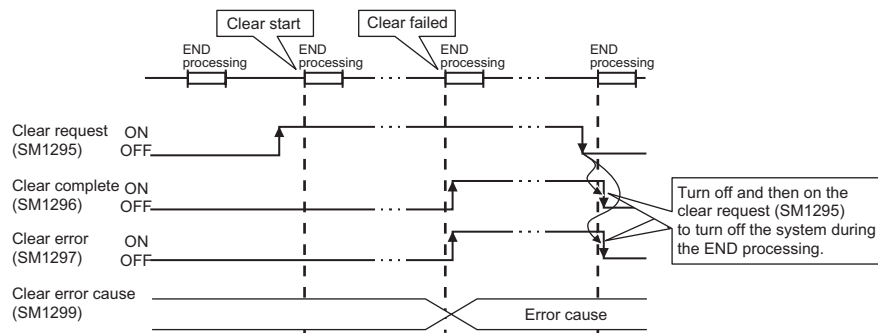 Clear start
Clear failed
END processing
END processing
END processing
END processing
Clear request (SM1295)
ON
OFF
Clear complete (SM1296)
ON
OFF
Clear error (SM1297)
ON
OFF
Turn off and then on the
clear request (SM1295)
to turn off the system during
the END processing.
Clear error cause
(SM1299)
Error cause